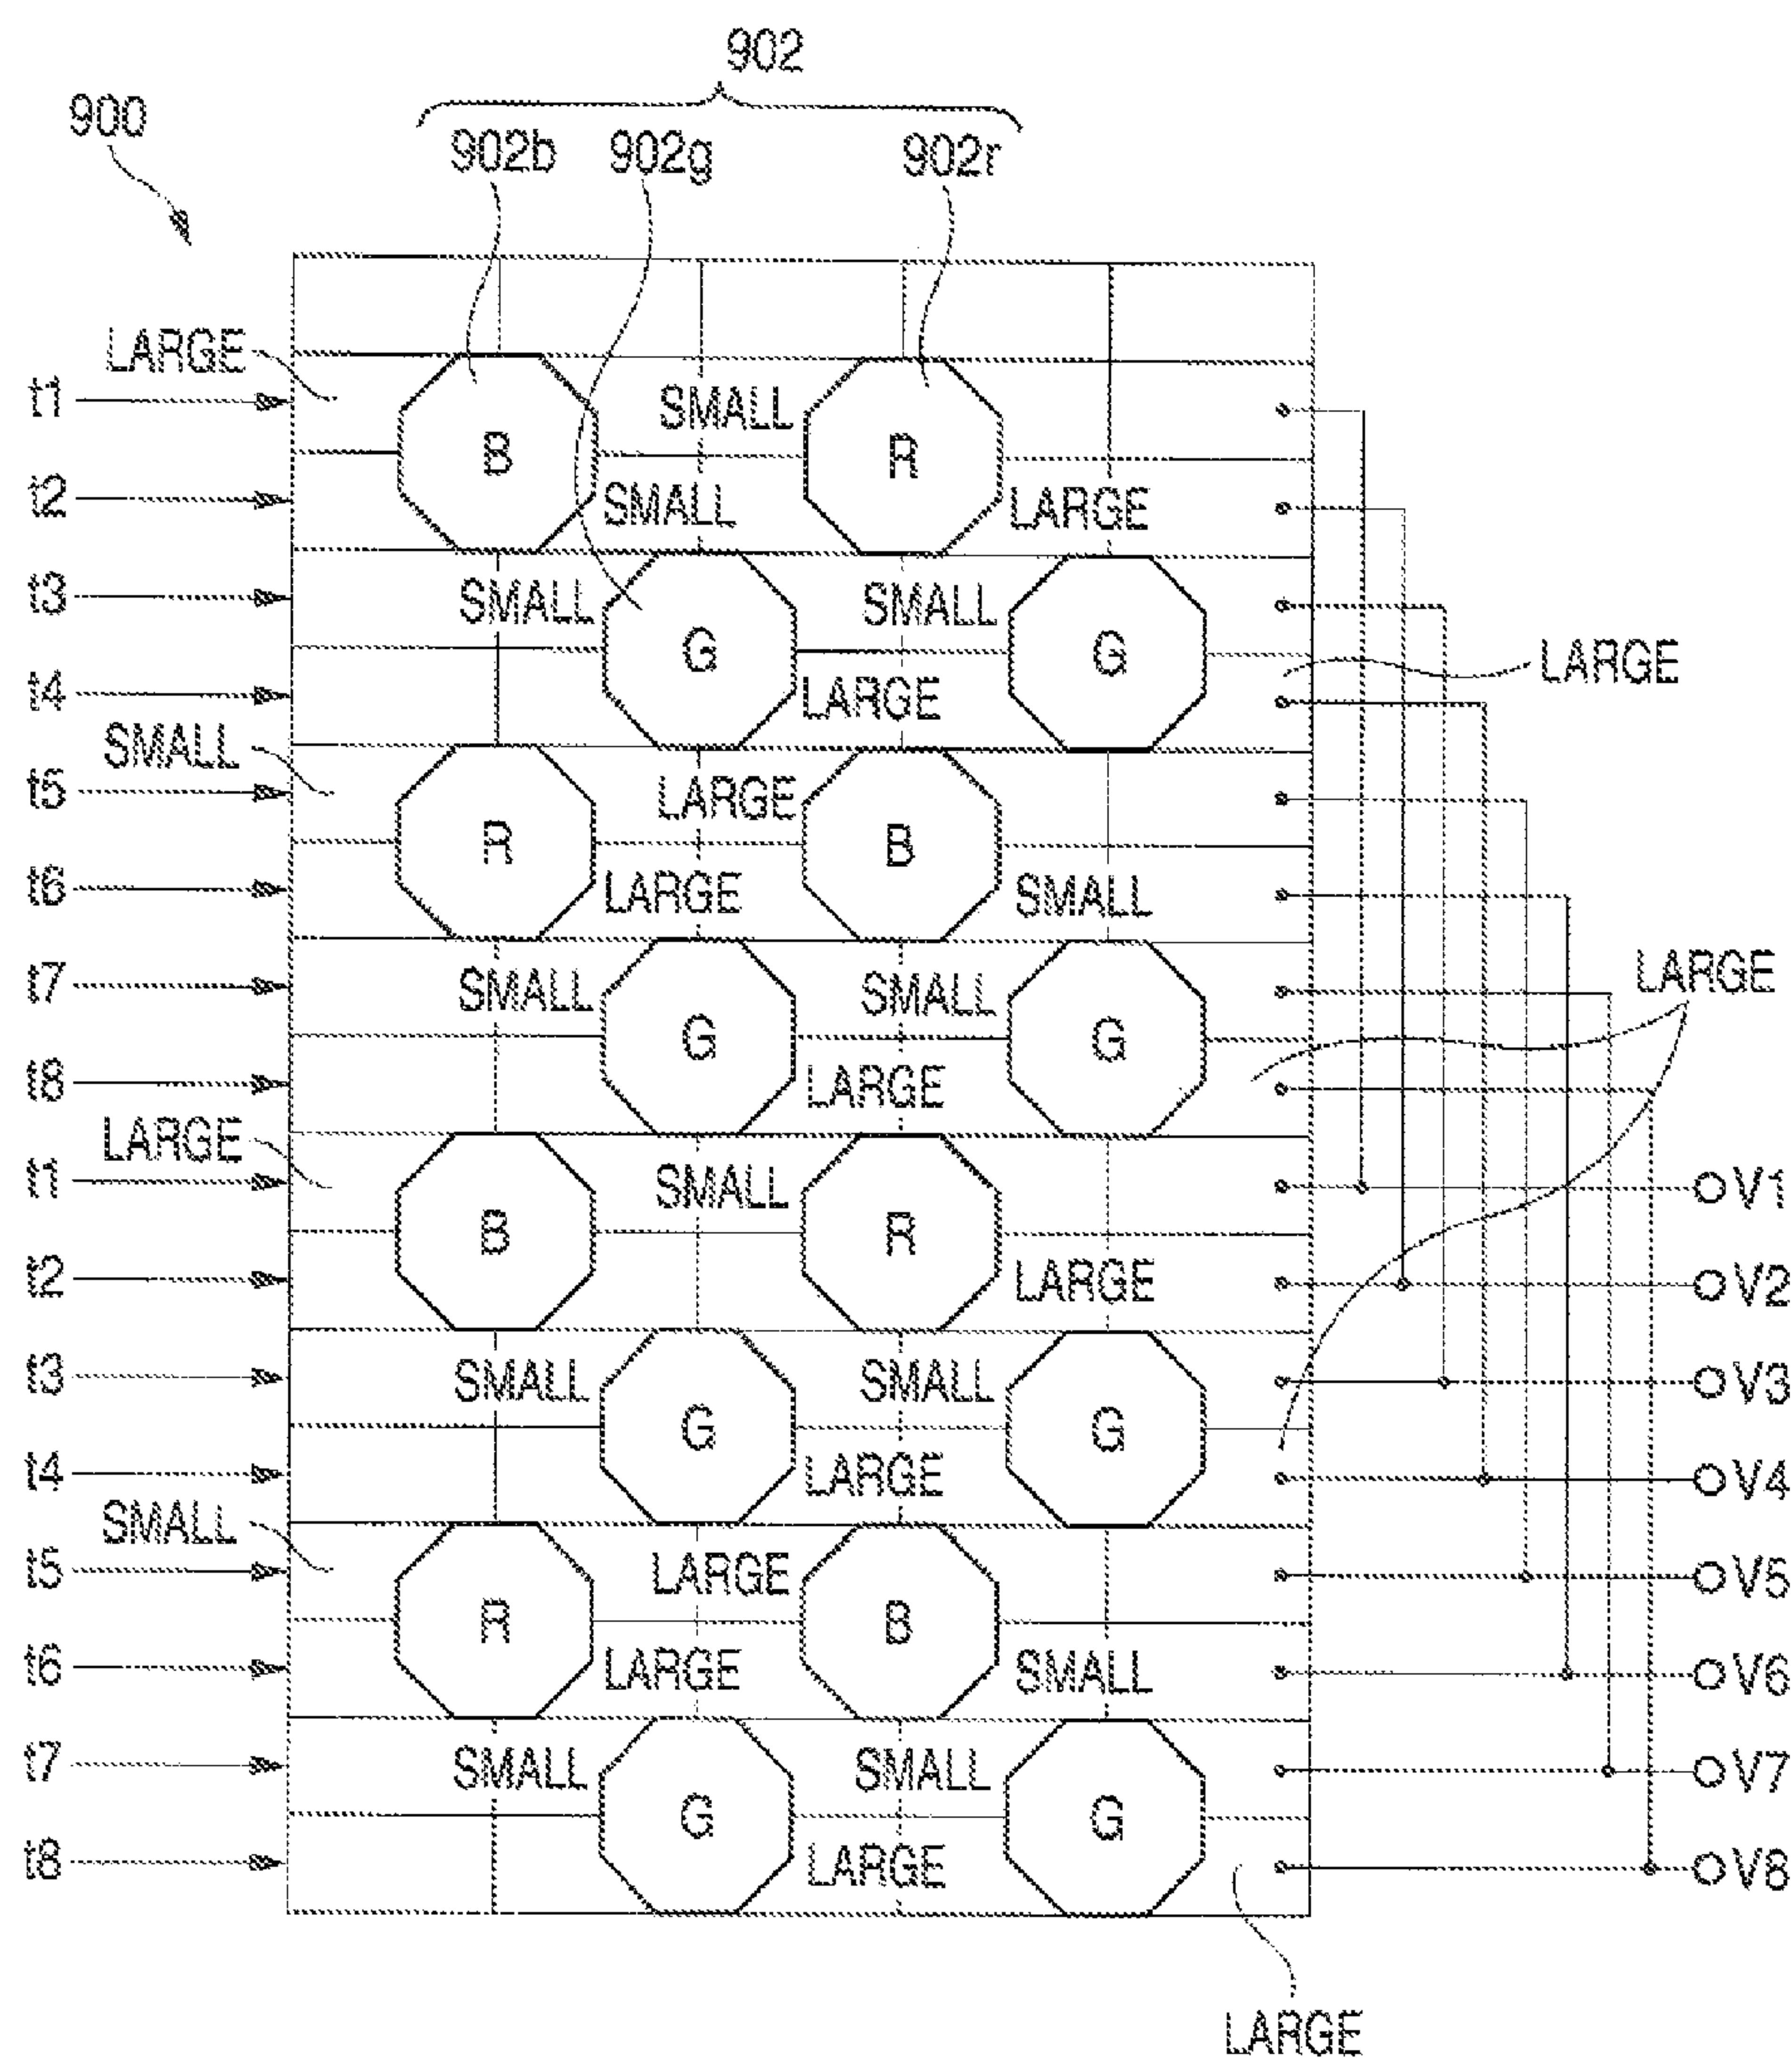 902
900
902b 902g 902r
LARGE
t1 SMALL
B R
t2 SMALL LARGE
t3 SMALL SMALL
G G
LARGE
t4 LARGE
SMALL
t5 LARGE
R B
t6 LARGE SMALL
LARGE
t7 SMALL SMALL
G G
t8 LARGE
LARGE
t1 SMALL V1
B R
t2 LARGE V2
t3 SMALL SMALL V3
G G
t4 LARGE V4
SMALL
t5 LARGE V5
R B
t6 LARGE SMALL V6
t7 SMALL SMALL V7
G G
t8 LARGE V8
LARGE